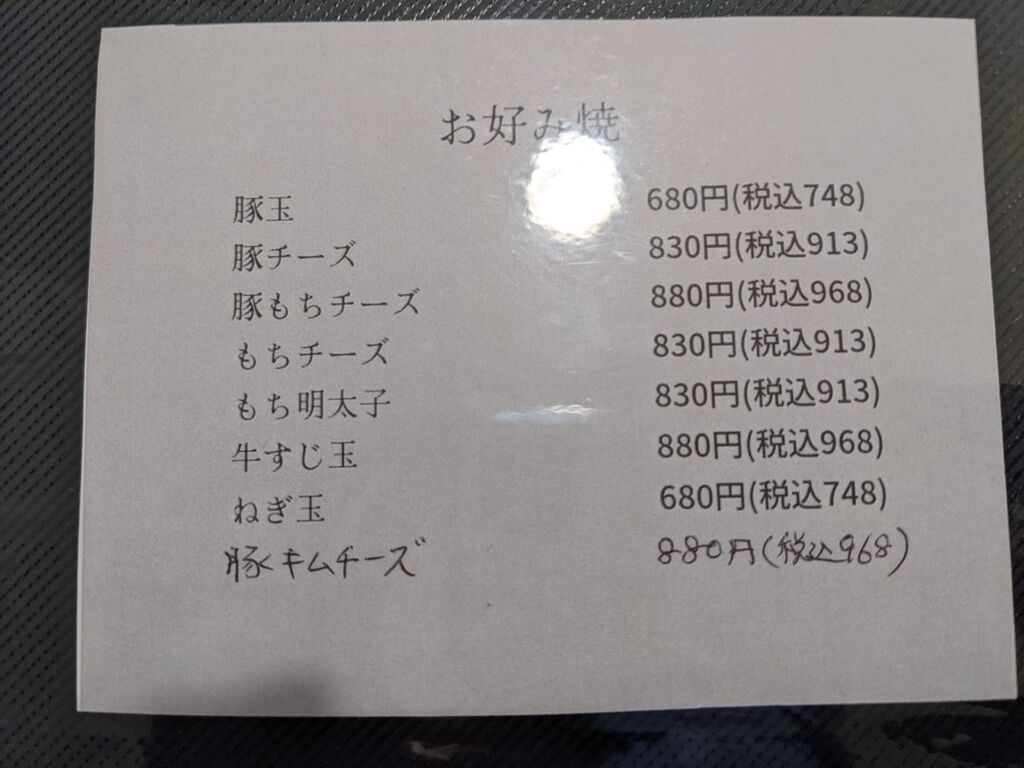 お好み焼
豚玉 680円(税込748)
豚チーズ 830円(税込913)
豚もちチーズ 880円(税込968)
もちチーズ 830円(税込913)
もち明太子 830円(税込913)
牛すじ玉 880円(税込968)
ねぎ玉 680円(税込748)
豚キムチーズ 880円(税込968)